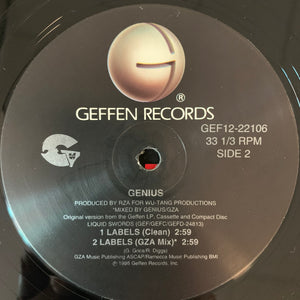 G
®
GEFFEN RECORDS
GEF12-22106
33 1/3 RPM
SIDE 2
GENIUS
PRODUCED BY RZA FOR WU-TANG PRODUCTIONS
*MIXED BY GENIUS/GZA
Original version from the Geffen LP, Cassette and Compact Disc
LIQUID SWORDS (GEF/GEFC/GEFD-24813)
1 LABELS (Clean) 2:59
2 LABELS (GZA Mix)* 2:59
(G. Grice/R. Diggs)
GZA Music Publishing ASCAP/Ramecca Music Publishing BMI
℗ 1995 Geffen Records, Inc.